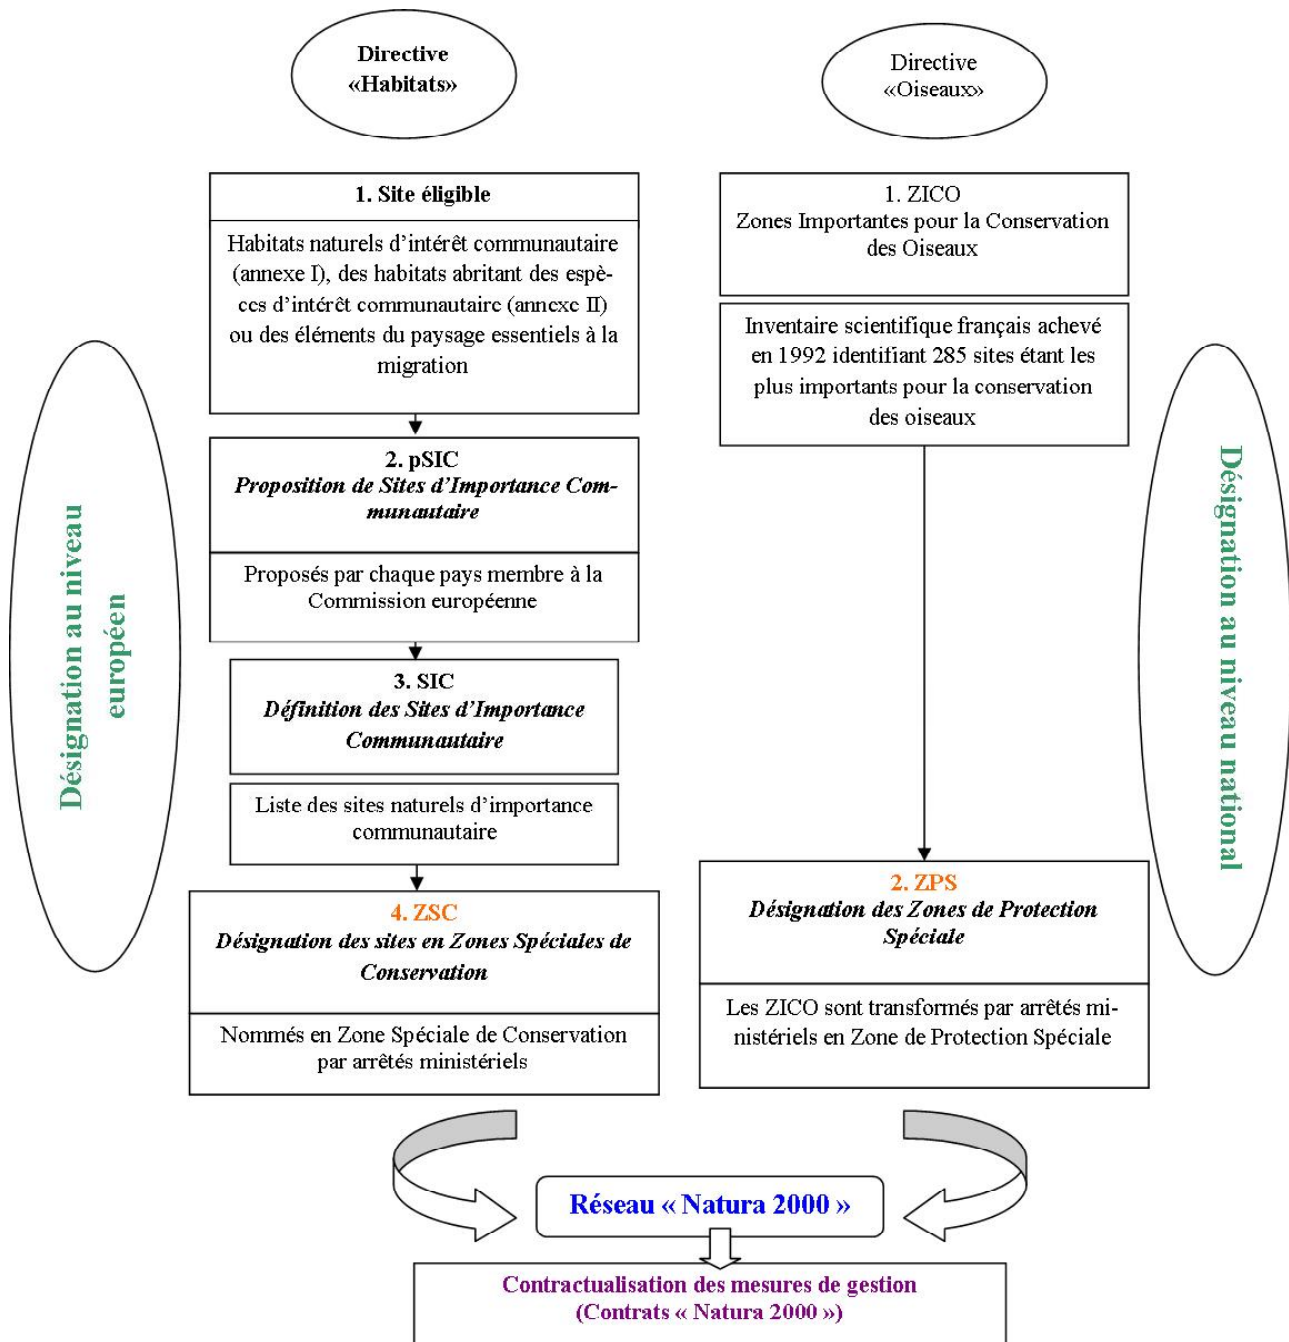 Directive
«Habitats»
Directive
«Oiseaux»
1. Site éligible
Habitats naturels d'intérêt communautaire
(annexe I), des habitats abritant des espè-
ces d'intérêt communautaire (annexe II)
ou des éléments du paysage essentiels à la
migration
1. ZICO
Zones Importantes pour la Conservation
des Oiseaux
Inventaire scientifique français achevé
en 1992 identifiant 285 sites étant les
plus importants pour la conservation
des oiseaux
Désignation au niveau
européen
2. pSIC
Proposition de Sites d'Importance Com-
munautaire
Proposés par chaque pays membre à la
Commission européenne
3. SIC
Définition des Sites d'Importance
Communautaire
Liste des sites naturels d'importance
communautaire
4. ZSC
Désignation des sites en Zones Spéciales de
Conservation
Nommés en Zone Spéciale de Conservation
par arrêtés ministériels
Désignation au niveau national
2. ZPS
Désignation des Zones de Protection
Spéciale
Les ZICO sont transformés par arrêtés mi-
nistériels en Zone de Protection Spéciale
Réseau « Natura 2000 »
Contractualisation des mesures de gestion
(Contrats « Natura 2000 »)